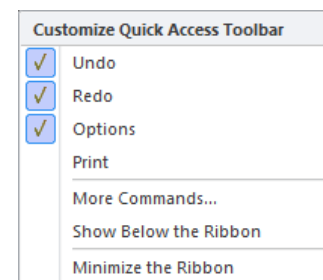 Customize Quick Access Toolbar
Undo
Redo
Options
Print
More Commands...
Show Below the Ribbon
Minimize the Ribbon